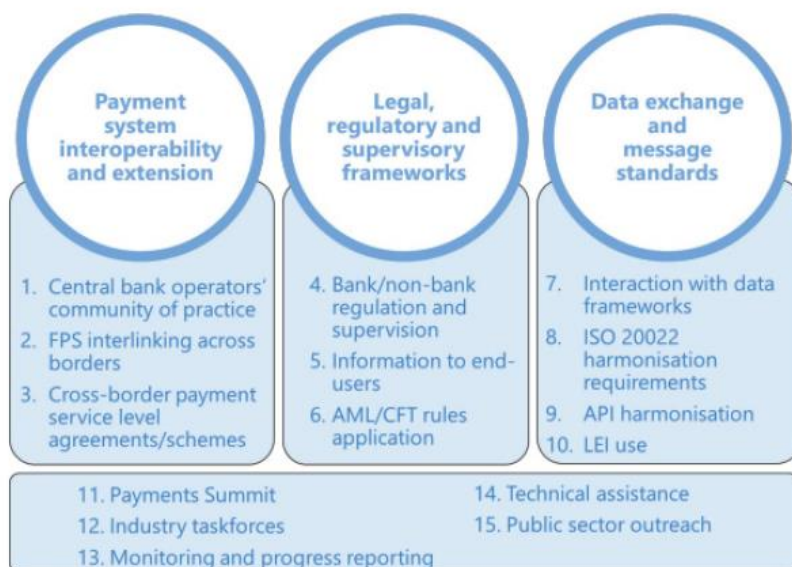 Payment
system
interoperability
and extension
Legal,
regulatory and
supervisory
frameworks
Data exchange
and
message
standards
1. Central bank operators'
community of practice
2. FPS interlinking across
borders
3. Cross-border payment
service level
agreements/schemes
4. Bank/non-bank
regulation and
supervision
5. Information to end-
users
6. AML/CFT rules
application
7. Interaction with data
frameworks
8. ISO 20022
harmonisation
requirements
9. API harmonisation
10. LEI use
11. Payments Summit
12. Industry taskforces
13. Monitoring and progress reporting
14. Technical assistance
15. Public sector outreach